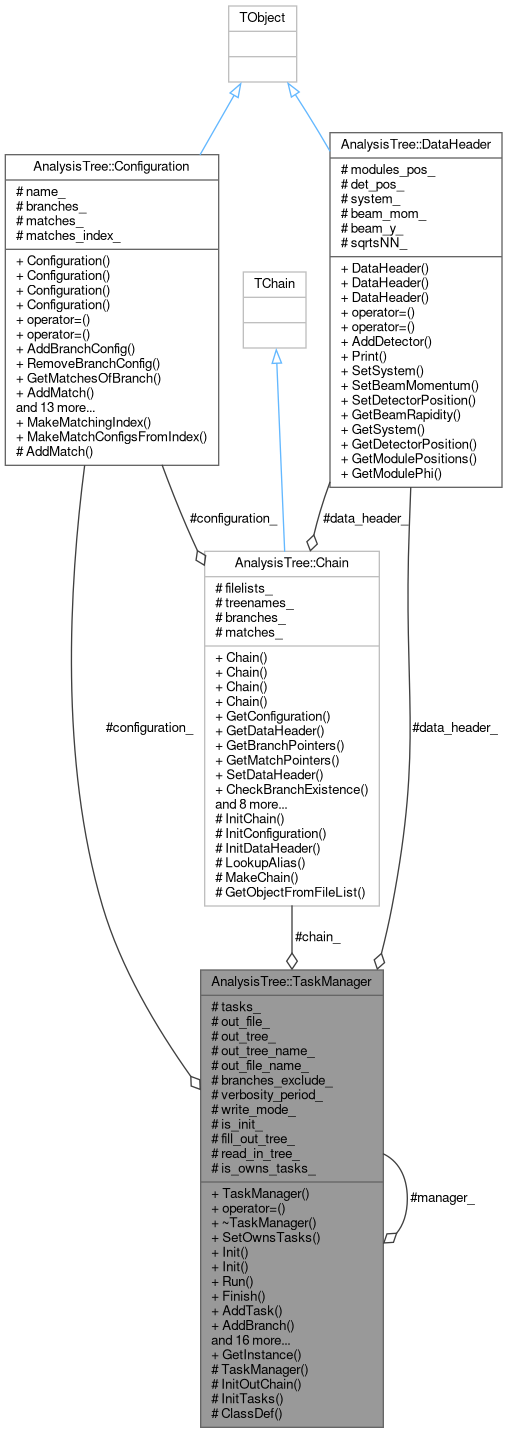 TObject
AnalysisTree::Configuration
# name_
# branches_
# matches_
# matches_index_
+ Configuration()
+ Configuration()
+ Configuration()
+ Configuration()
+ operator=()
+ operator=()
+ AddBranchConfig()
+ RemoveBranchConfig()
+ GetMatchesOfBranch()
+ AddMatch()
and 13 more...
+ MakeMatchingIndex()
+ MakeMatchConfigsFromIndex()
# AddMatch()
AnalysisTree::DataHeader
# modules_pos_
# det_pos_
# system_
# beam_mom_
# beam_y_
# sqrtsNN_
+ DataHeader()
+ DataHeader()
+ DataHeader()
+ operator=()
+ operator=()
+ AddDetector()
+ Print()
+ SetSystem()
+ SetBeamMomentum()
+ SetDetectorPosition()
+ GetBeamRapidity()
+ GetSystem()
+ GetDetectorPosition()
+ GetModulePositions()
+ GetModulePhi()
TChain
#configuration_
#data_header_
AnalysisTree::Chain
# filelists_
# treenames_
# branches_
# matches_
+ Chain()
+ Chain()
+ Chain()
+ Chain()
+ GetConfiguration()
+ GetDataHeader()
+ GetBranchPointers()
+ GetMatchPointers()
+ SetDataHeader()
+ CheckBranchExistence()
and 8 more...
# InitChain()
# InitConfiguration()
# InitDataHeader()
# LookupAlias()
# MakeChain()
# GetObjectFromFileList()
#configuration_
#data_header_
#chain_
AnalysisTree::TaskManager
# tasks_
# out_file_
# out_tree_
# out_tree_name_
# out_file_name_
# branches_exclude_
# verbosity_period_
# write_mode_
# is_init_
# fill_out_tree_
# read_in_tree_
# is_owns_tasks_
+ TaskManager()
+ operator=()
+ ~TaskManager()
+ SetOwnsTasks()
+ Init()
+ Init()
+ Run()
+ Finish()
+ AddTask()
+ AddBranch()
and 16 more...
+ GetInstance()
# TaskManager()
# InitOutChain()
# InitTasks()
# ClassDef()
#manager_